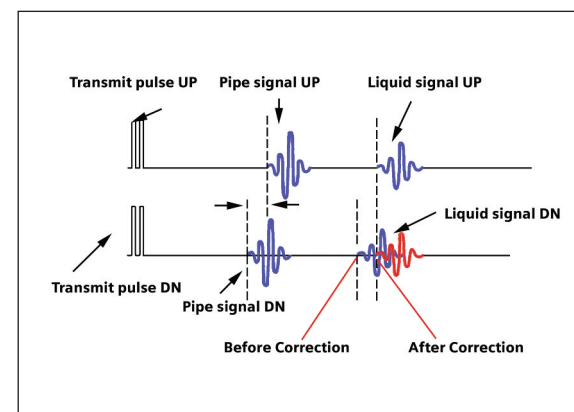 Transmit pulse UP
Pipe signal UP
Liquid signal UP
Liquid signal DN
Transmit pulse DN
Pipe signal DN
Before Correction
After Correction